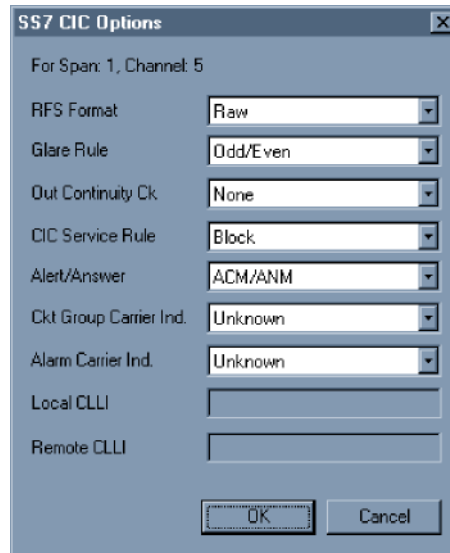 SS7 CIC Options
For Span: 1, Channel: 5
RFS Format Raw
Glare Rule Odd/Even
Out Continuity Ck None
CIC Service Rule Block
Alert/Answer ACM/ANM
Ckt Group Carrier Ind. Unknown
Alarm Carrier Ind. Unknown
Local CLLI
Remote CLLI
OK Cancel